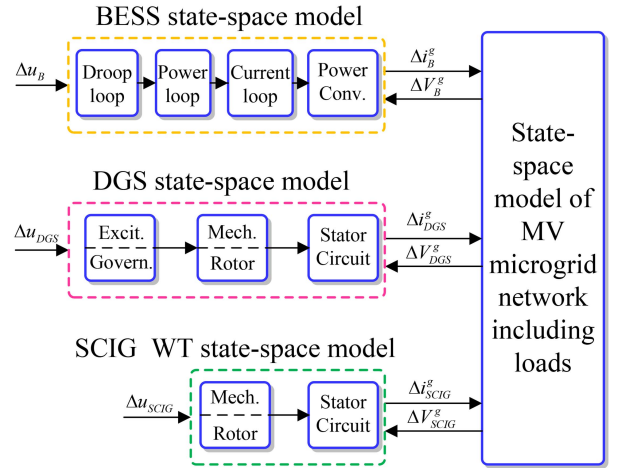 BESS state-space model
Δu_B
Droop
loop
Power
loop
Current
loop
Power
Conv.
Δi_B^g
ΔV_B^g
DGS state-space model
Δu_DGS
Excit.
Govern.
Mech.
Rotor
Stator
Circuit
Δi_DGS^g
ΔV_DGS^g
SCIG WT state-space model
Δu_SCIG
Mech.
Rotor
Stator
Circuit
Δi_SCIG^g
ΔV_SCIG^g
State-
space
model of
MV
microgrid
network
including
loads